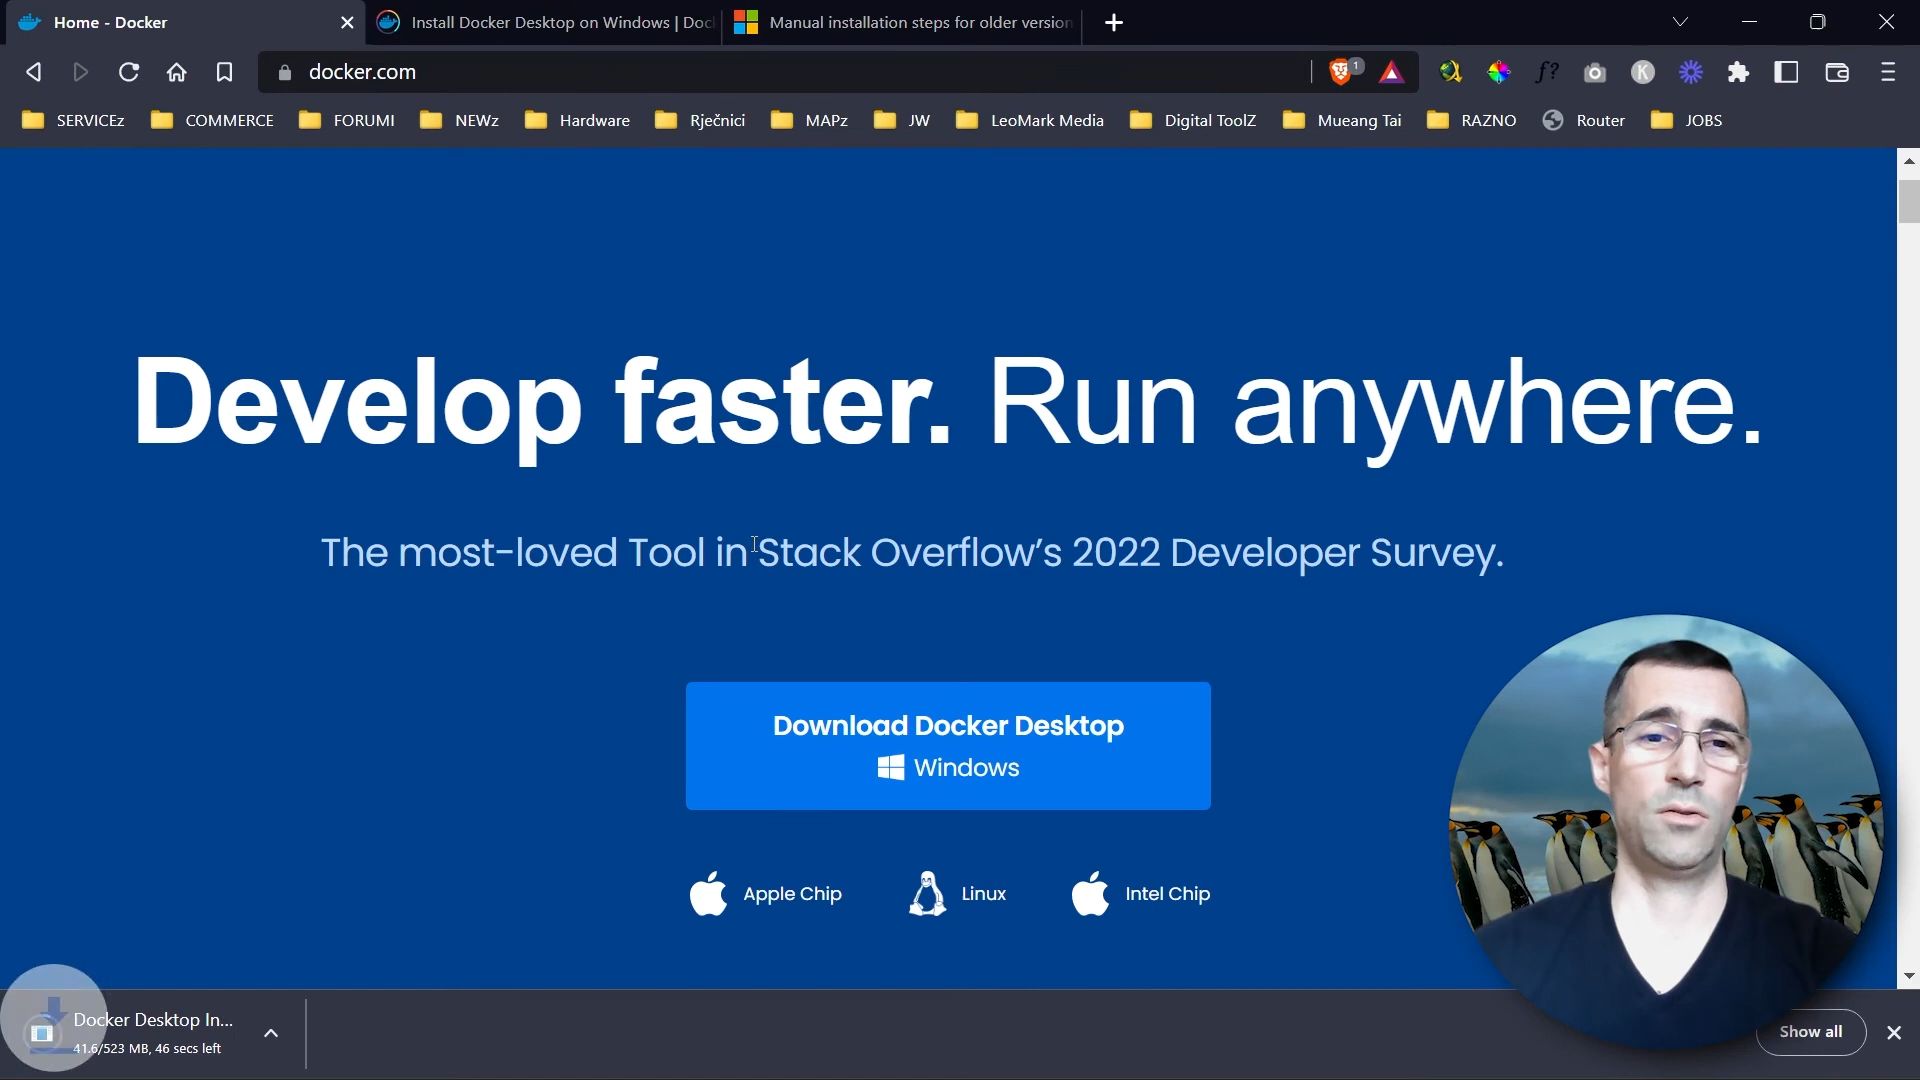 Home - Docker
Install Docker Desktop on Windows | Doc
Manual installation steps for older version
docker.com
1
f?
K
SERVICEz
COMMERCE
FORUMI
NEWz
Hardware
Rječnici
MAPz
JW
LeoMark Media
Digital ToolZ
Mueang Tai
RAZNO
Router
JOBS
Develop faster. Run anywhere.
The most-loved Tool in Stack Overflow’s 2022 Developer Survey.
Download Docker Desktop
Windows
Apple Chip
Linux
Intel Chip
Docker Desktop In...
41.6/523 MB, 46 secs left
Show all